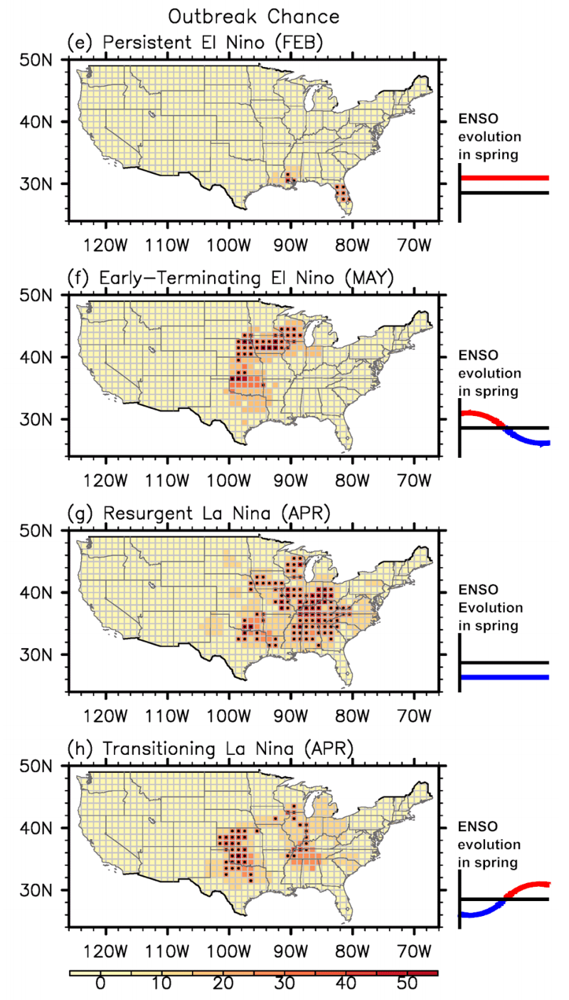 Outbreak Chance
(e) Persistent El Nino (FEB)
50N
40N
30N
120W 110W 100W 90W 80W 70W
ENSO
evolution
in spring
(f) Early-Terminating El Nino (MAY)
50N
40N
30N
120W 110W 100W 90W 80W 70W
ENSO
evolution
in spring
(g) Resurgent La Nina (APR)
50N
40N
30N
120W 110W 100W 90W 80W 70W
ENSO
Evolution
in spring
(h) Transitioning La Nina (APR)
50N
40N
30N
120W 110W 100W 90W 80W 70W
ENSO
evolution
in spring
0 10 20 30 40 50